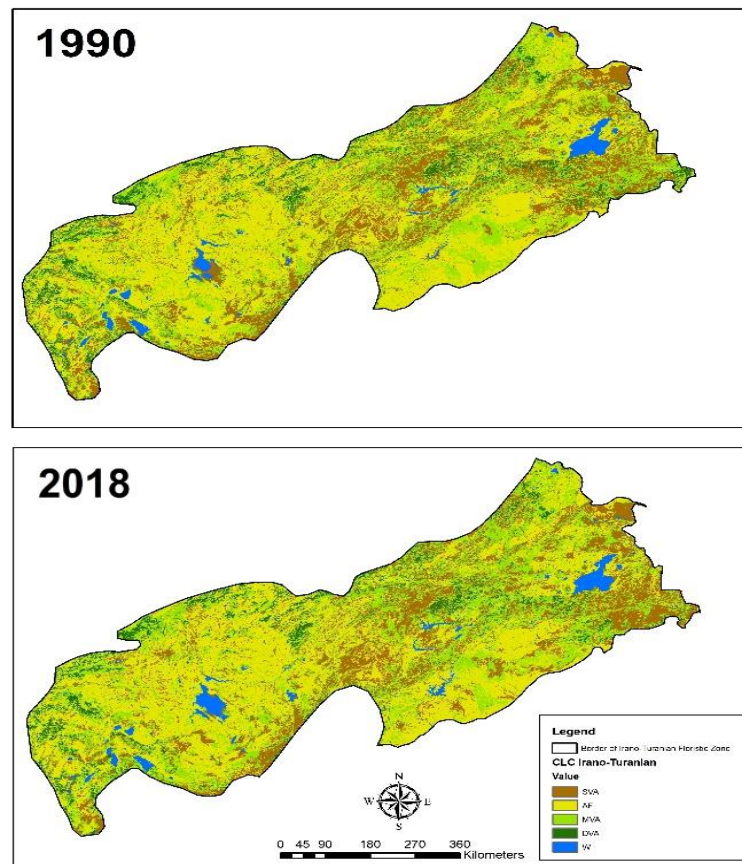 1990
2018
Legend
Border of Irano-Turanian Floristic Zone
CLC Irano-Turanian
Value
SVA
MVA
DVA
W
N
W E
S
0 45 90 180 270 360
Kilometers